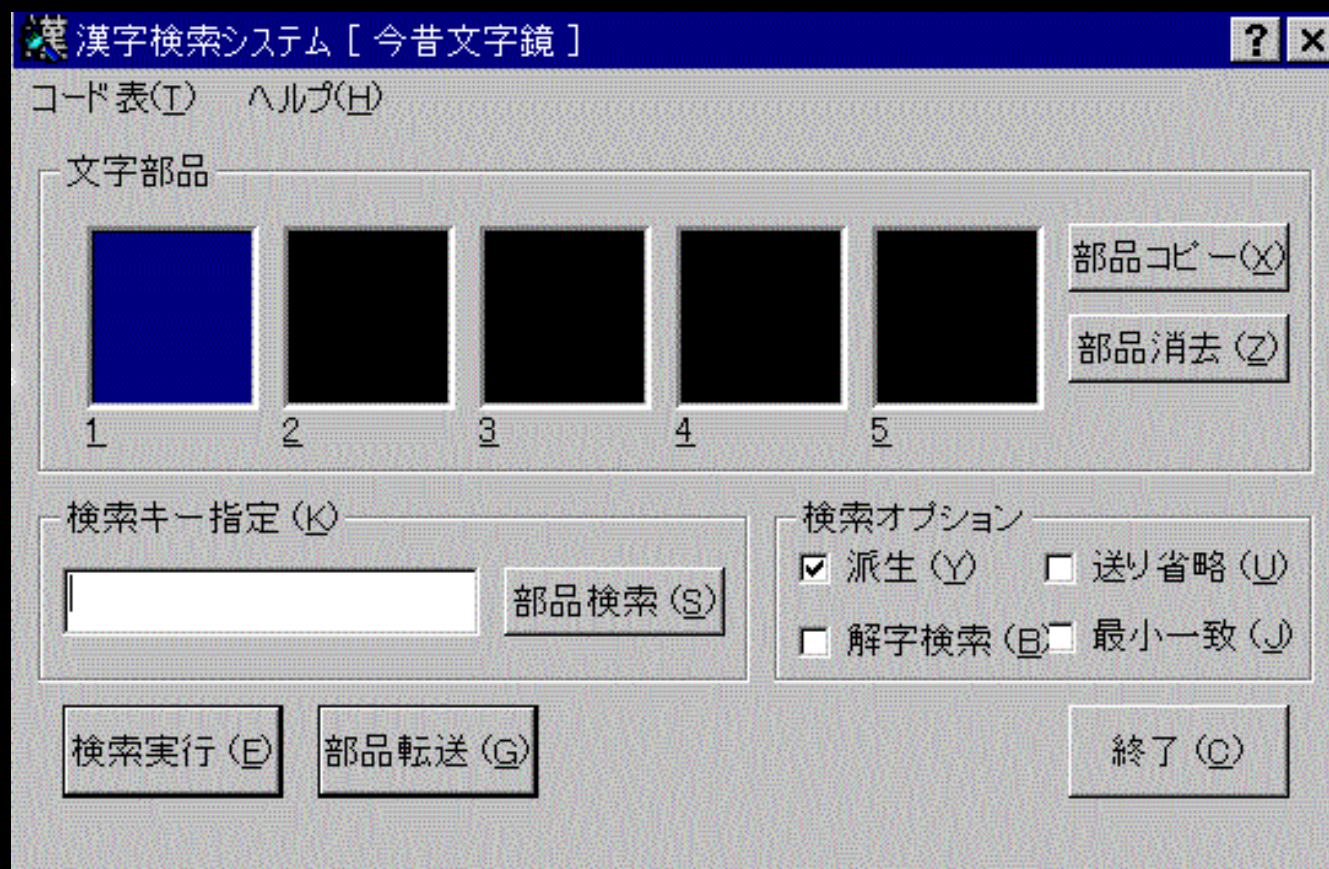 漢字検索システム [ 今昔文字鏡 ]
コード表(T) ヘルプ(H)
文字部品
部品コピー(X)
部品消去 (Z)
1 2 3 4 5
検索キー指定 (K)
部品検索 (S)
検索オプション
派生 (Y) 送り省略 (U)
解字検索 (B) 最小一致 (J)
検索実行 (E) 部品転送 (G) 終了 (C)